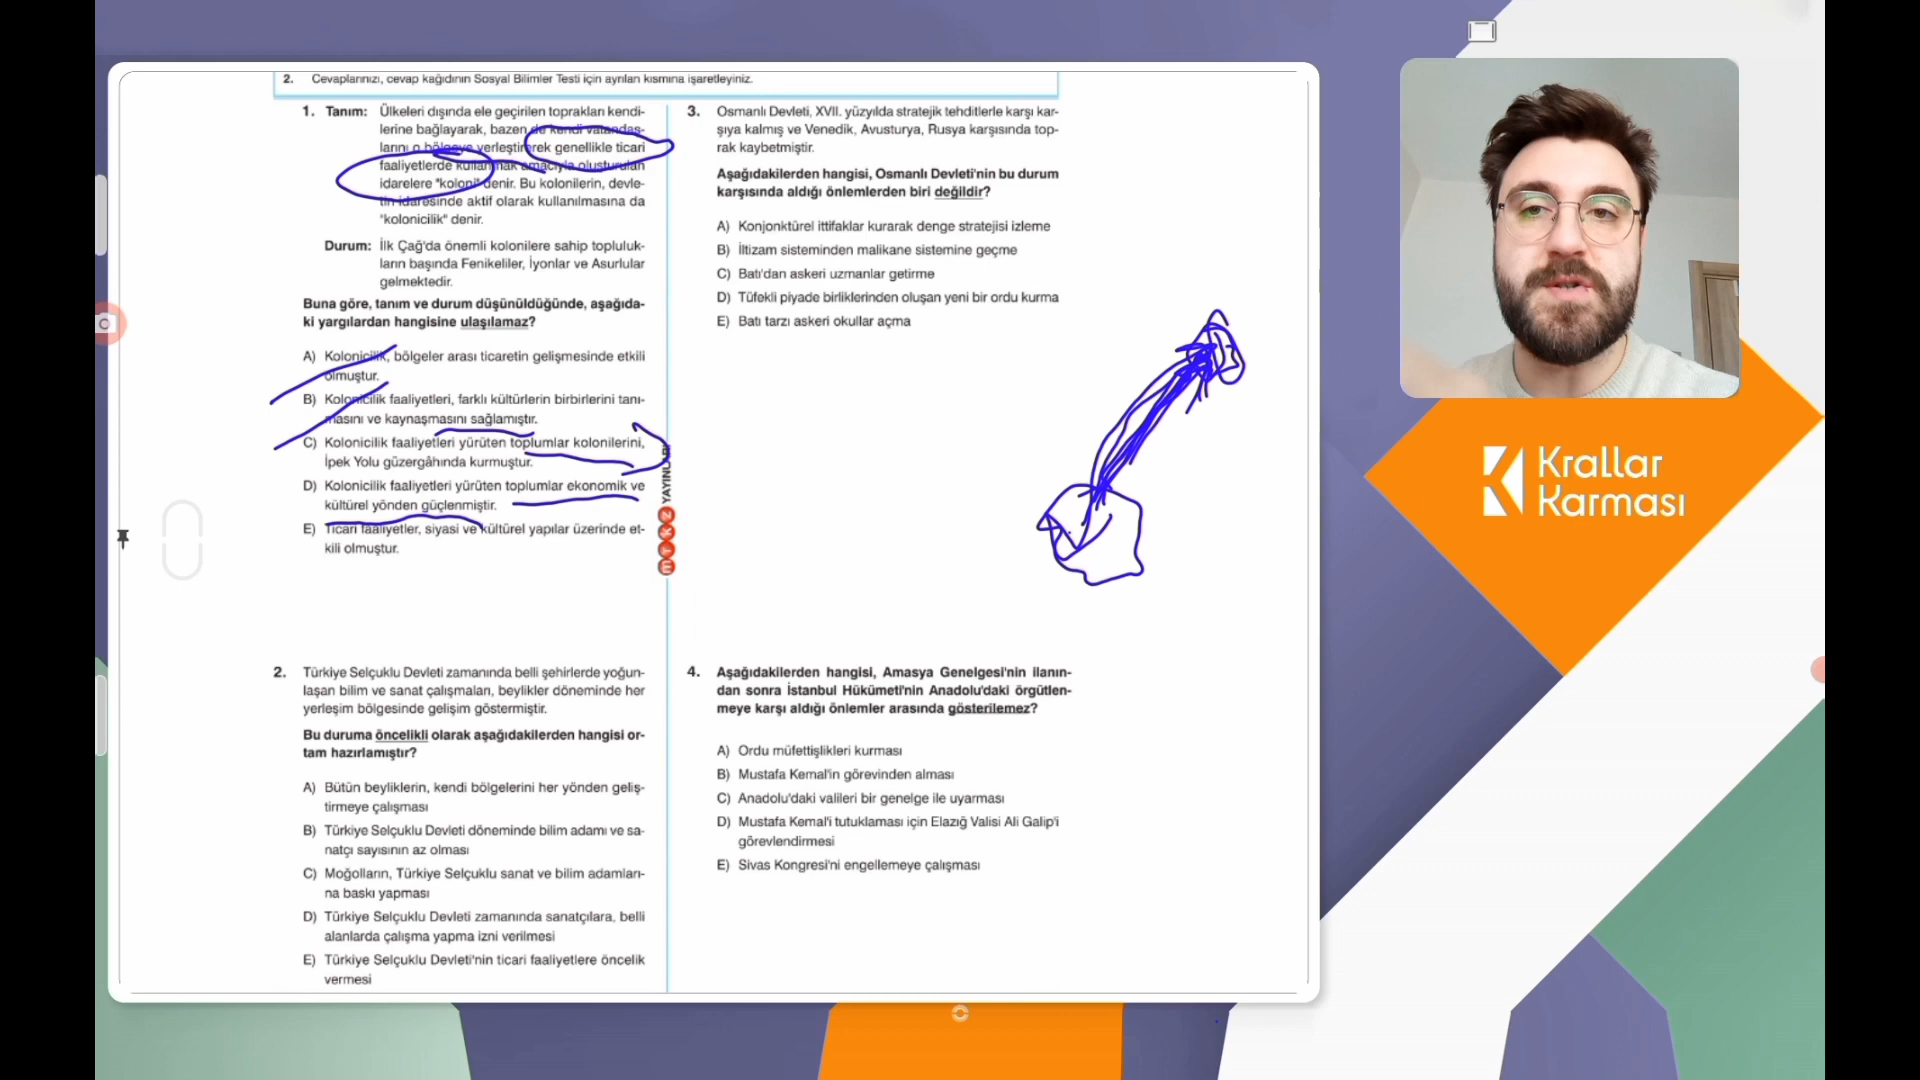 2. Cevaplarınızı, cevap kağıdının Sosyal Bilimler Testi için ayrılan kısmına işaretleyiniz.
1. Tanım: Ülkeleri dışında ele geçirilen toprakları kendi-
lerine bağlayarak, bazen de kendi vatandaş-
larını o bölgeye yerleştirerek genellikle ticari
faaliyetlerde kullanmak amacıyla oluşturulan
idarelere "koloni" denir. Bu kolonilerin, devle-
tin idaresinde aktif olarak kullanılmasına da
"kolonicilik" denir.
Durum: İlk Çağ'da önemli kolonilere sahip topluluk-
ların başında Fenikeliler, İyonlar ve Asurlular
gelmektedir.
Buna göre, tanım ve durum düşünüldüğünde, aşağıda-
ki yargılardan hangisine ulaşılamaz?
A) Kolonicilik, bölgeler arası ticaretin gelişmesinde etkili
olmuştur.
B) Kolonicilik faaliyetleri, farklı kültürlerin birbirlerini tanı-
masını ve kaynaşmasını sağlamıştır.
C) Kolonicilik faaliyetleri yürüten toplumlar kolonilerini,
İpek Yolu güzergâhında kurmuştur.
D) Kolonicilik faaliyetleri yürüten toplumlar ekonomik ve
kültürel yönden güçlenmiştir.
E) Ticari faaliyetler, siyasi ve kültürel yapılar üzerinde et-
kili olmuştur.
2. Türkiye Selçuklu Devleti zamanında belli şehirlerde yoğun-
laşan bilim ve sanat çalışmaları, beylikler döneminde her
yerleşim bölgesinde gelişim göstermiştir.
Bu duruma öncelikli olarak aşağıdakilerden hangisi or-
tam hazırlamıştır?
A) Bütün beyliklerin, kendi bölgelerini her yönden geliş-
tirmeye çalışması
B) Türkiye Selçuklu Devleti döneminde bilim adamı ve sa-
natçı sayısının az olması
C) Moğolların, Türkiye Selçuklu sanat ve bilim adamları-
na baskı yapması
D) Türkiye Selçuklu Devleti zamanında sanatçılara, belli
alanlarda çalışma yapma izni verilmesi
E) Türkiye Selçuklu Devleti'nin ticari faaliyetlere öncelik
vermesi
mtkz YAYINLARI
3. Osmanlı Devleti, XVII. yüzyılda stratejik tehditlerle karşı kar-
şıya kalmış ve Venedik, Avusturya, Rusya karşısında top-
rak kaybetmiştir.
Aşağıdakilerden hangisi, Osmanlı Devleti'nin bu durum
karşısında aldığı önlemlerden biri değildir?
A) Konjonktürel ittifaklar kurarak denge stratejisi izleme
B) İltizam sisteminden malikane sistemine geçme
C) Batı'dan askeri uzmanlar getirme
D) Tüfekli piyade birliklerinden oluşan yeni bir ordu kurma
E) Batı tarzı askeri okullar açma
4. Aşağıdakilerden hangisi, Amasya Genelgesi'nin ilanın-
dan sonra İstanbul Hükümeti'nin Anadolu'daki örgütlen-
meye karşı aldığı önlemler arasında gösterilemez?
A) Ordu müfettişlikleri kurması
B) Mustafa Kemal'in görevinden alması
C) Anadolu'daki valileri bir genelge ile uyarması
D) Mustafa Kemal'i tutuklaması için Elazığ Valisi Ali Galip'i
görevlendirmesi
E) Sivas Kongresi'ni engellemeye çalışması
Krallar
Karması